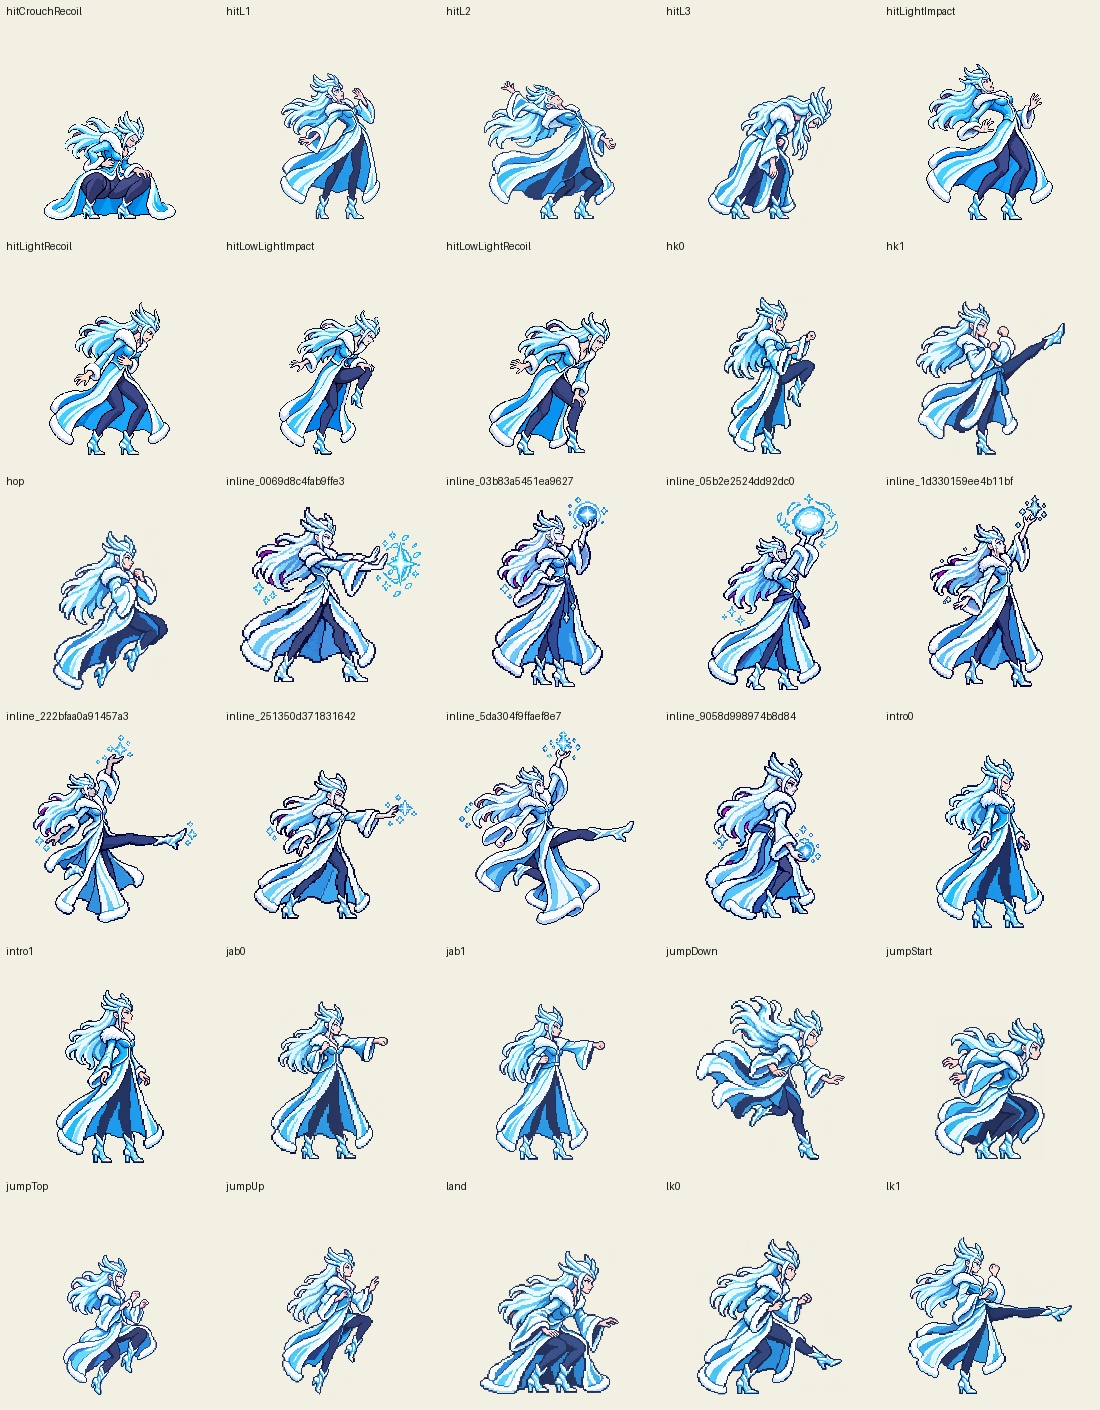 hitCrouchRecoil
hitL1
hitL2
hitL3
hitLightImpact
hitLightRecoil
hitLowLightImpact
hitLowLightRecoil
hk0
hk1
hop
inline_0069d8c4fab9ffe3
inline_03b83a5451ea9627
inline_05b2e2524dd92dc0
inline_1d330159ee4b11bf
inline_222bfaa0a91457a3
inline_251350d371831642
inline_5da304f9ffaef8e7
inline_9058d998974b8d84
intro0
intro1
jab0
jab1
jumpDown
jumpStart
jumpTop
jumpUp
land
lk0
lk1